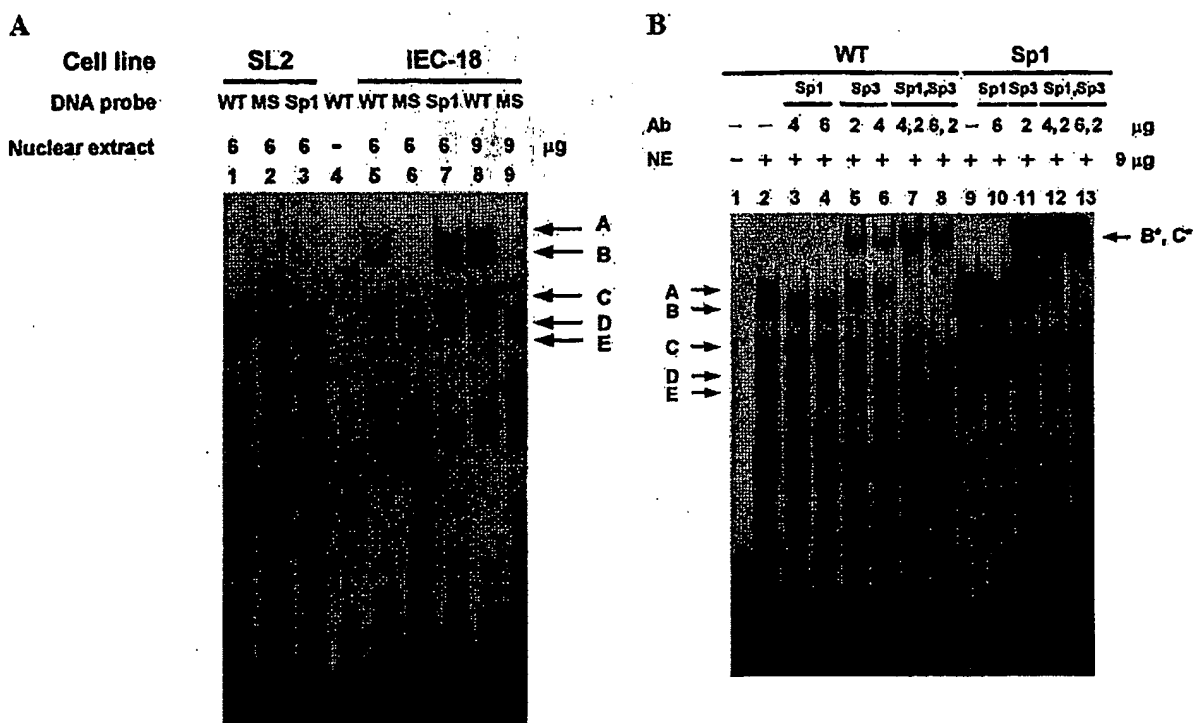 A
Cell line SL2 IEC-18
DNA probe WT MS Sp1 WT WT MS Sp1 WT MS
Nuclear extract 6 6 6 - 6 6 6 9 9 µg
1 2 3 4 5 6 7 8 9
A
B
C
D
E
B
WT Sp1
Sp1 Sp3 Sp1,Sp3 Sp1 Sp3 Sp1,Sp3
Ab – – 4 6 2 4 4,2 6,2 – 6 2 4,2 6,2 µg
NE – + + + + + + + + + + + + 9 µg
1 2 3 4 5 6 7 8 9 10 11 12 13
B*, C*
A
B
C
D
E